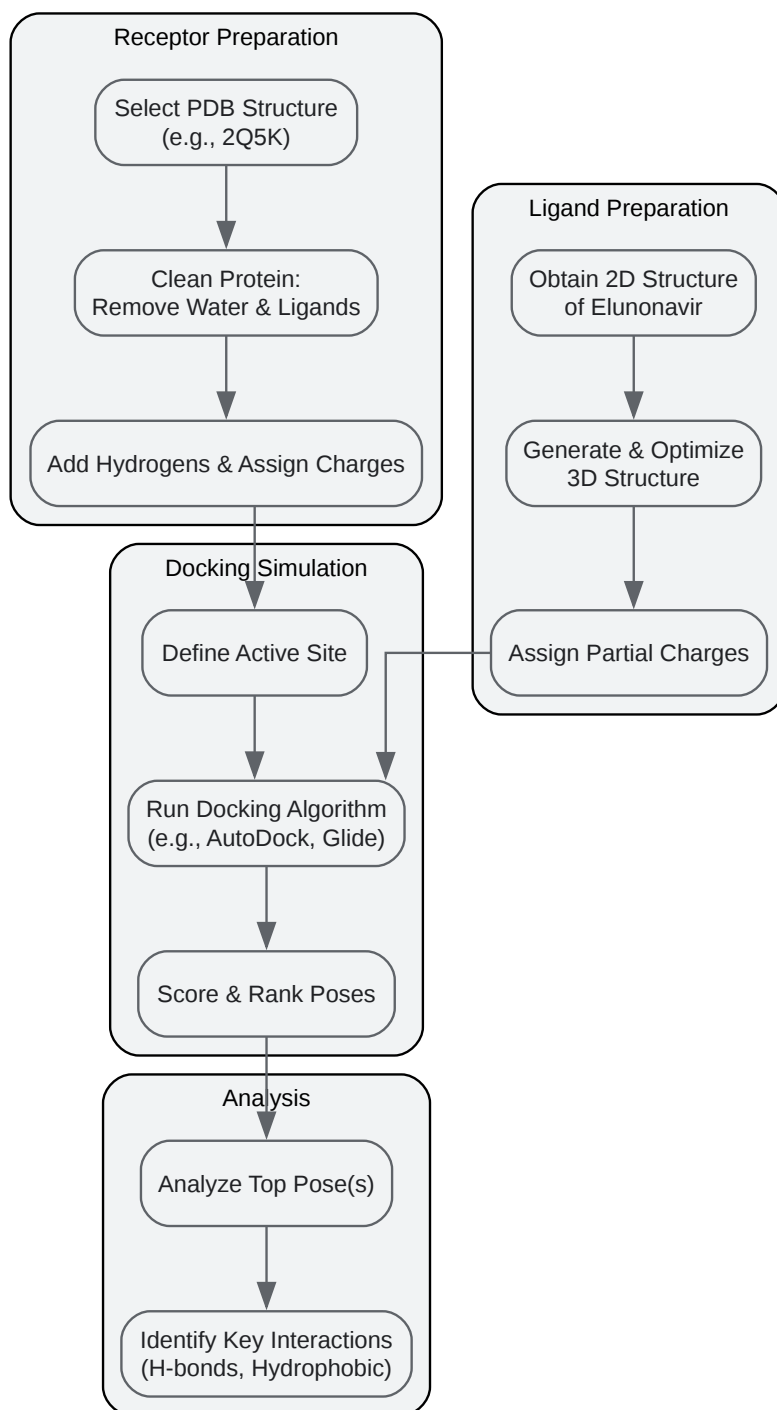 Receptor Preparation
Select PDB Structure
(e.g., 2Q5K)
Clean Protein:
Remove Water & Ligands
Add Hydrogens & Assign Charges
Ligand Preparation
Obtain 2D Structure
of Elunonavir
Generate & Optimize
3D Structure
Assign Partial Charges
Docking Simulation
Define Active Site
Run Docking Algorithm
(e.g., AutoDock, Glide)
Score & Rank Poses
Analysis
Analyze Top Pose(s)
Identify Key Interactions
(H-bonds, Hydrophobic)